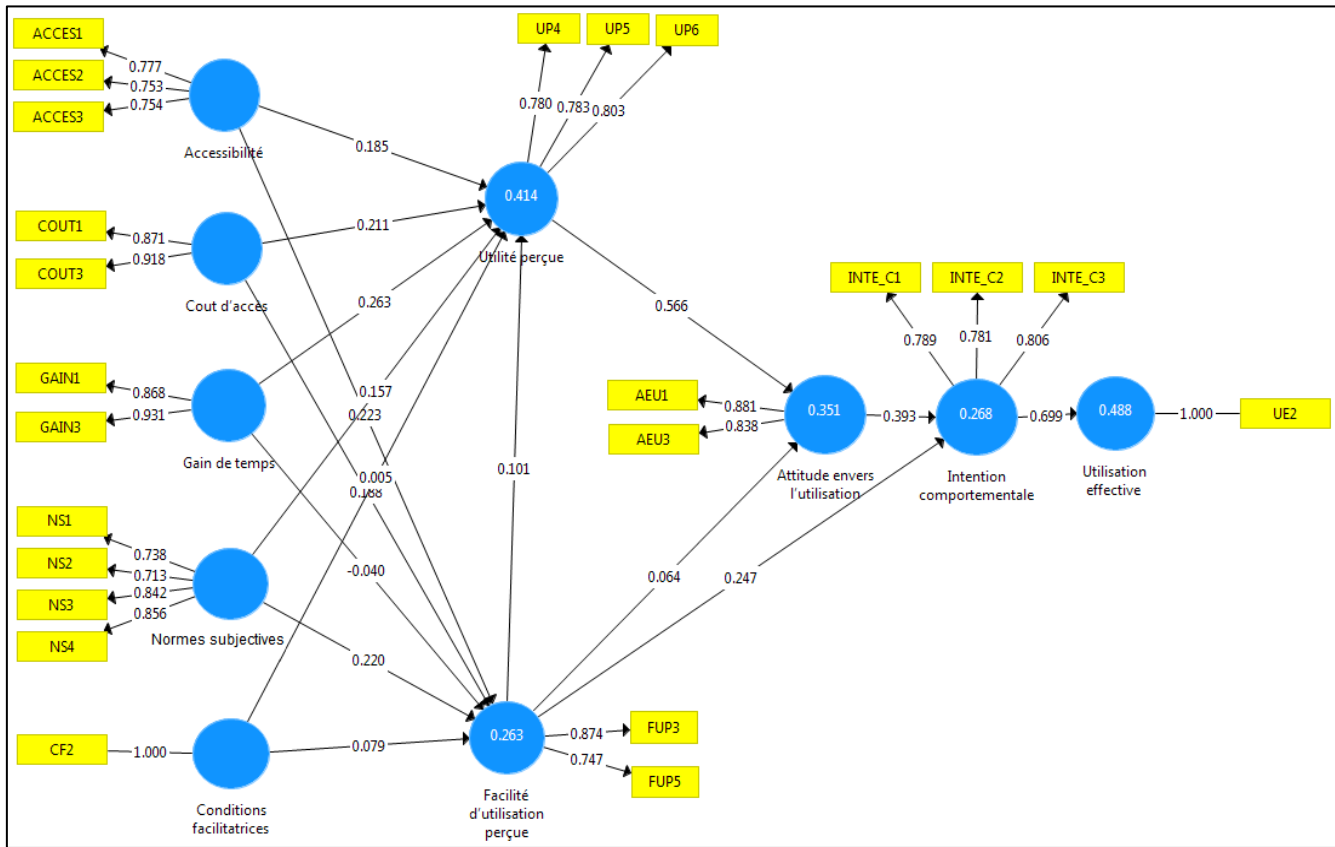 ACCES1
0.777
ACCES2
0.753
ACCES3
0.754
Accessibilité
UP4
UP5
UP6
0.780
0.783
0.803
0.185
0.414
Utilité perçue
COUT1
0.871
COUT3
0.918
Cout d'accès
0.211
0.263
0.566
GAIN1
0.868
GAIN3
0.931
Gain de temps
0.157
0.223
0.005
0.188
-0.040
0.101
INTE_C1
INTE_C2
INTE_C3
0.789
0.781
0.806
AEU1
0.881
AEU3
0.838
0.351
Attitude envers
l'utilisation
0.393
0.268
Intention
comportementale
0.699
0.488
Utilisation
effective
1.000
UE2
NS1
0.738
NS2
0.713
NS3
0.842
NS4
0.856
Normes subjectives
0.220
0.064
0.247
CF2
1.000
Conditions
facilitatrices
0.079
0.263
Facilité
d'utilisation
perçue
0.874
FUP3
0.747
FUP5